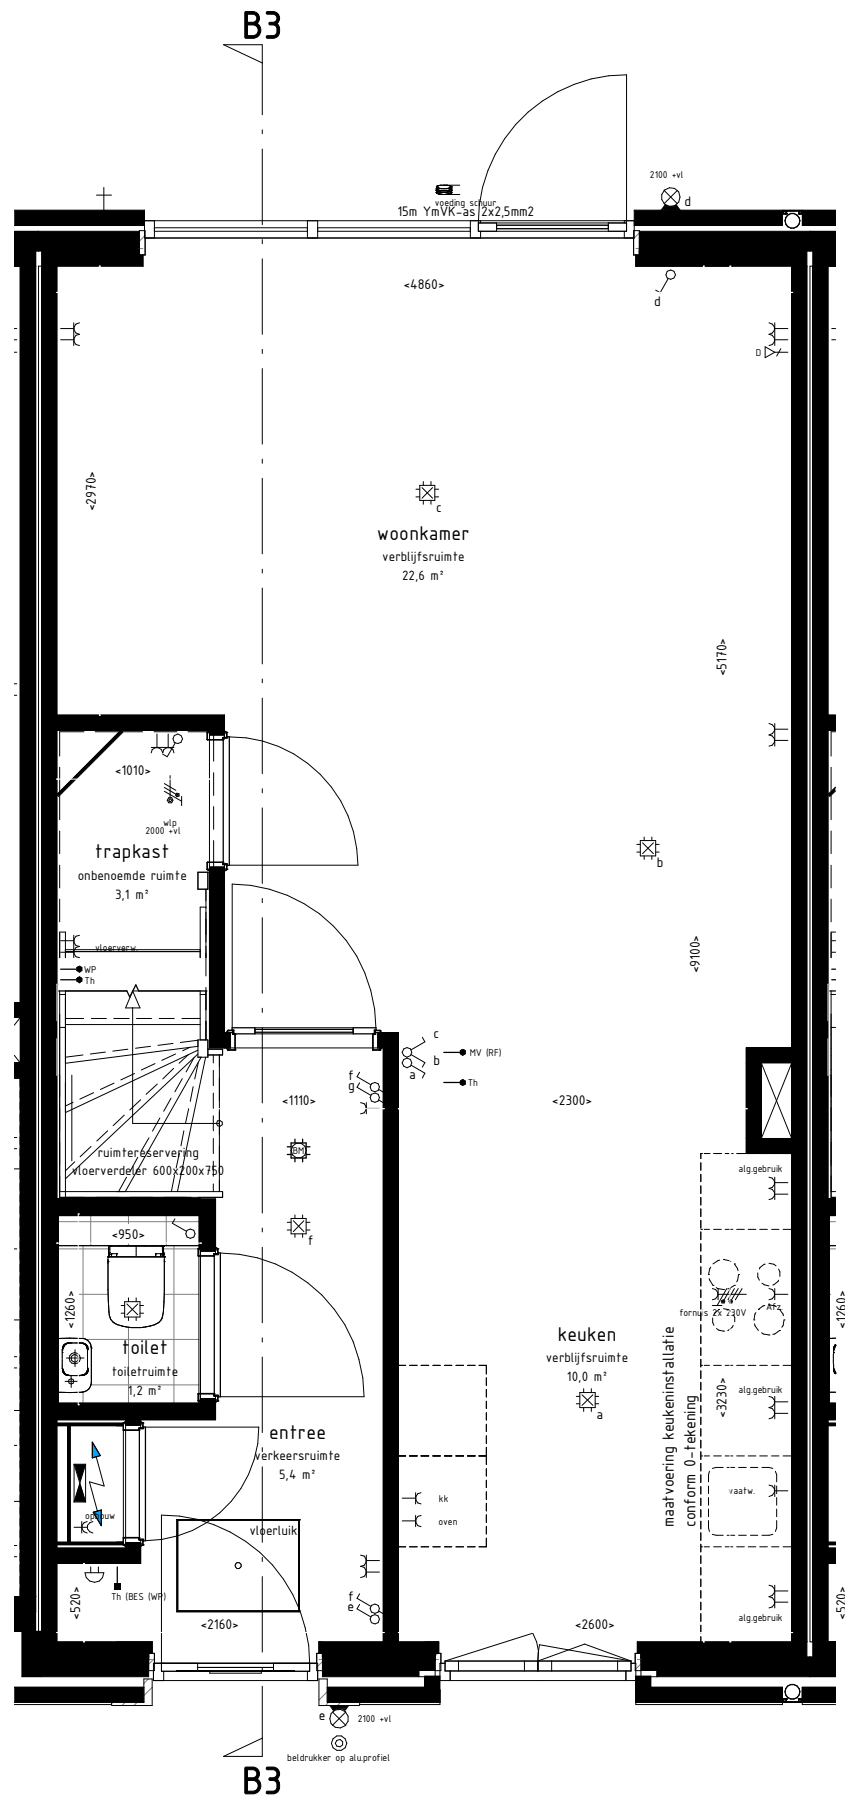 B3
2100 +vl
d
voeding schuur
15m YmVK-as 2x2,5mm2
<4860>
d
D
<2970>
c
woonkamer
verblijfsruimte
22,6 m²
<5170>
<1010>
wlp
2000 +vl
trapkast
onbenoemde ruimte
3,1 m²
b
vloerverw.
<9100>
WP
Th
c
b
a
MV (RF)
Th
f
g
<1110>
<2300>
BM
ruimtereservering
vloerverdeler 600x200x750
alg.gebruik
<950>
f
<1260>
<1260>
fornuis 2x 230V
Afz
keuken
verblijfsruimte
10,0 m²
toilet
toiletruimte
1,2 m²
alg.gebruik
<3230>
a
maatvoering keukeninstallatie
conform 0-tekening
entree
verkeersruimte
5,4 m²
vaatw.
kk
oven
opbouw
vloerluik
Th (BES (WP)
<520>
<520>
f
e
<2160>
<2600>
alg.gebruik
e
2100 +vl
beldrukker op alu.profiel
B3